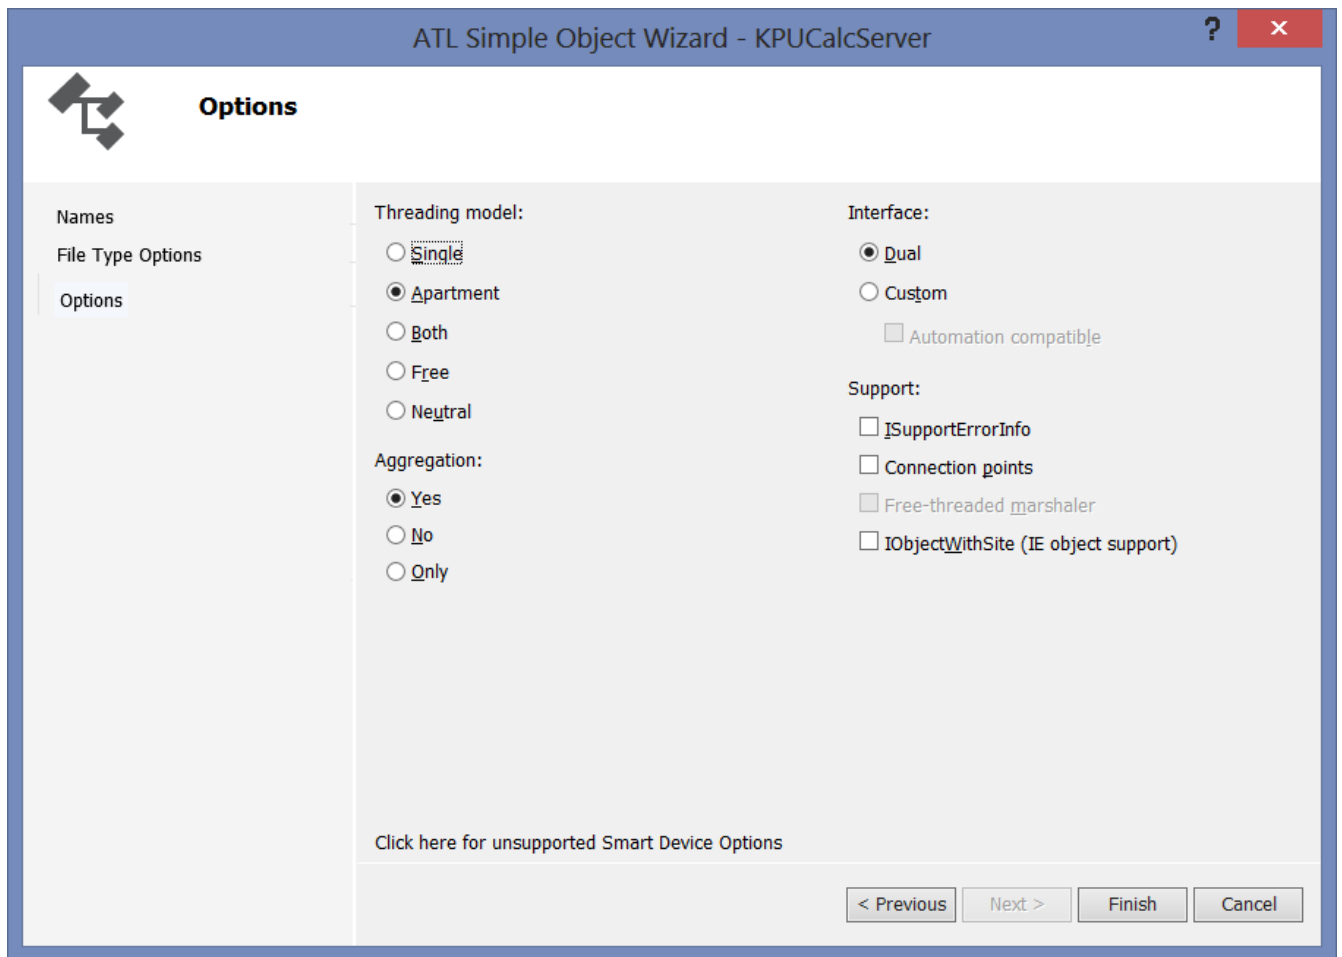 ATL Simple Object Wizard - KPUCalcServer
?
Options
Names
File Type Options
Options
Threading model:
Single
Apartment
Both
Free
Neutral
Aggregation:
Yes
No
Only
Interface:
Dual
Custom
Automation compatible
Support:
ISupportErrorInfo
Connection points
Free-threaded marshaler
IObjectWithSite (IE object support)
Click here for unsupported Smart Device Options
< Previous
Next >
Finish
Cancel